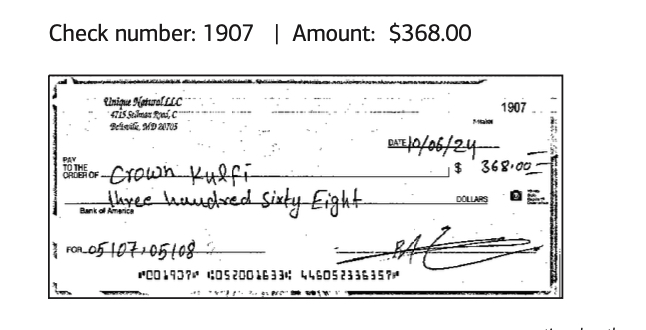 Check number: 1907 | Amount: $368.00
Unique Natural LLC
4715 Sellman Road, C
Beltsville, MD 20705
1907
DATE 10/06/24
PAY TO THE ORDER OF Crown Kulfi $ 368.00
three hundred Sixty Eight DOLLARS
Bank of America
FOR 05107,05108
⑈001907⑈ ⑆052001633⑆ 446052336357⑈